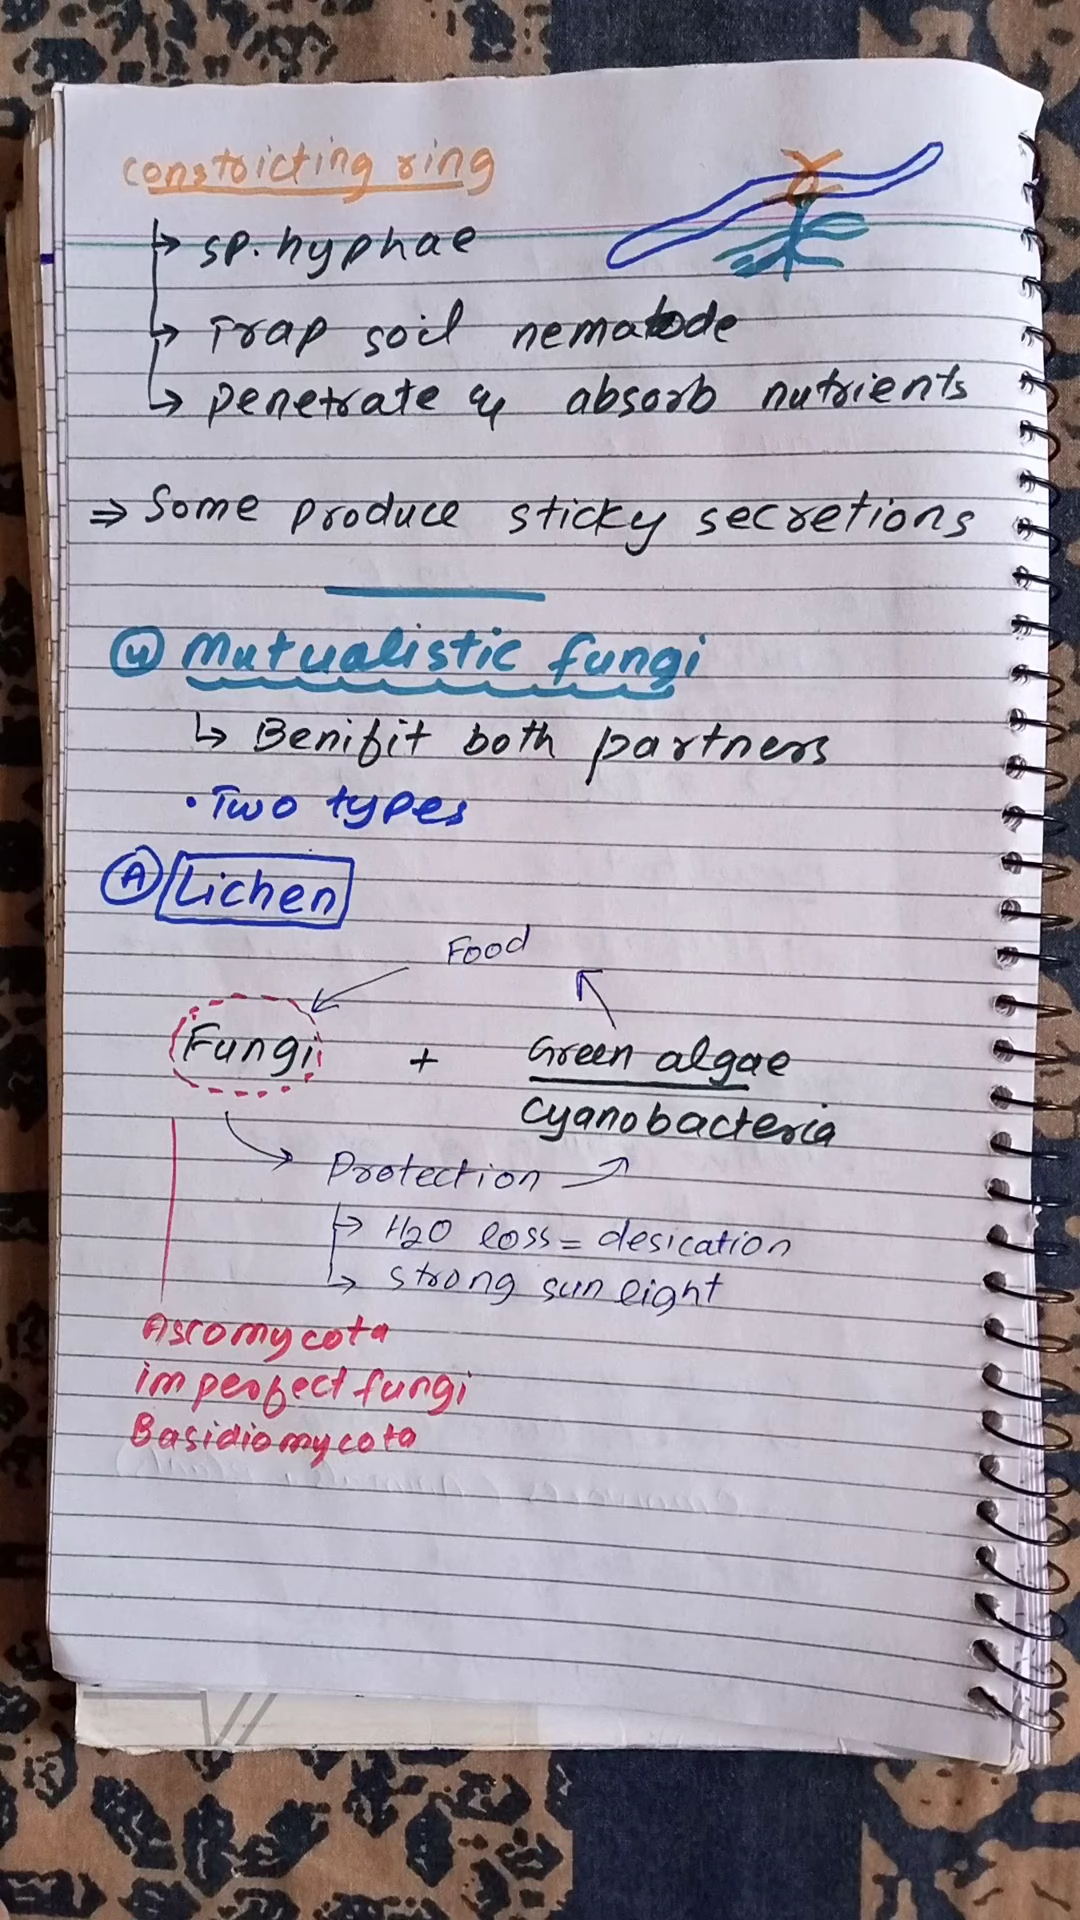 Constricting ring
↳ sp. hyphae
↳ Trap soil nematode
↳ penetrate & absorb nutrients
⇒ Some produce sticky secretions
④ Mutualistic fungi
↳ Benifit both partners
• Two types
Ⓐ Lichen
Food
Fungi + Green algae
Cyanobacteria
Protection
↳ H2O loss = desication
↳ strong sun light
Ascomycota
imperfect fungi
Basidiomycota